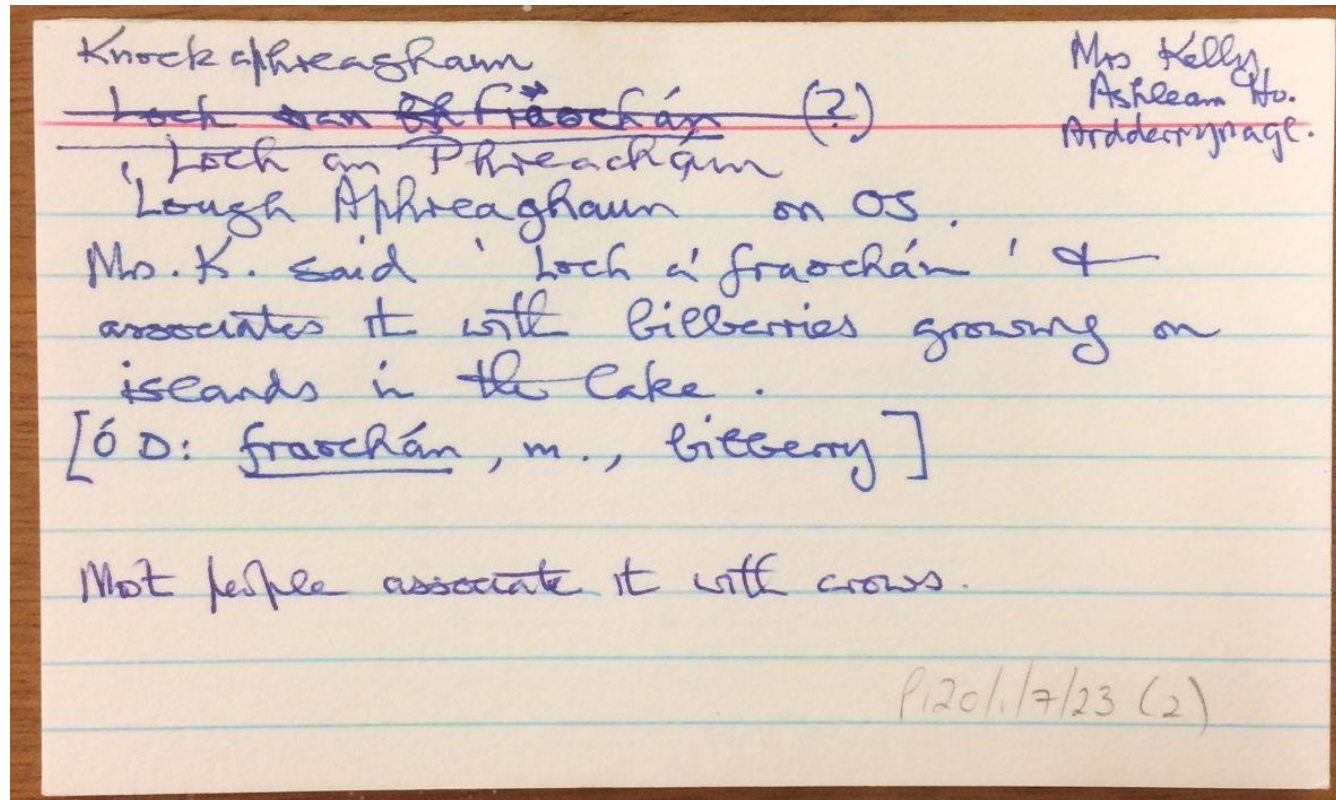 Knockaphreaghaun
Mrs Kelly,
Ashleam Ho.
Ardderrynagl.
Loch an Fraochán (?)
Loch an Phreacháin
'Lough Aphreaghaun on OS.
Mrs. K. said 'Loch a' fraochán' &
associates it with bilberries growing on
islands in the lake.
[Ó D: fraochán, m., bilberry]
Most people associate it with crows.
P120/1/7/23 (2)